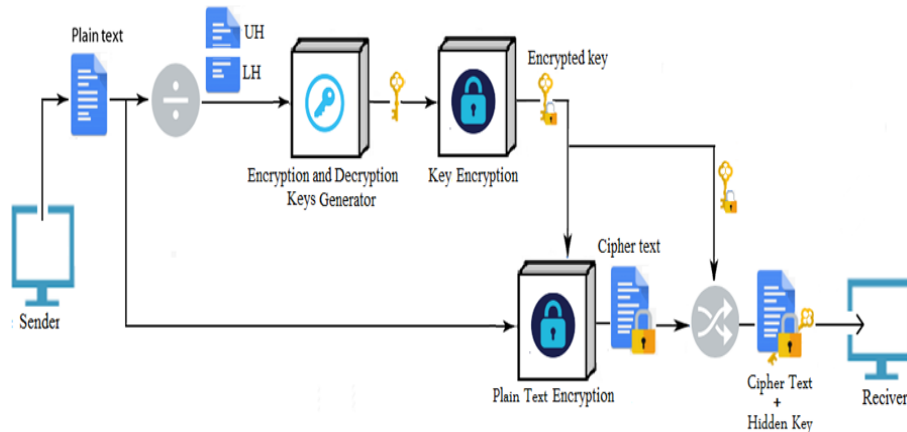 Plain text
UH
LH
Encrypted key
Encryption and Decryption
Keys Generator
Key Encryption
Cipher text
: Sender
Plain Text Encryption
Cipher Text
+
Hidden Key
Reciver